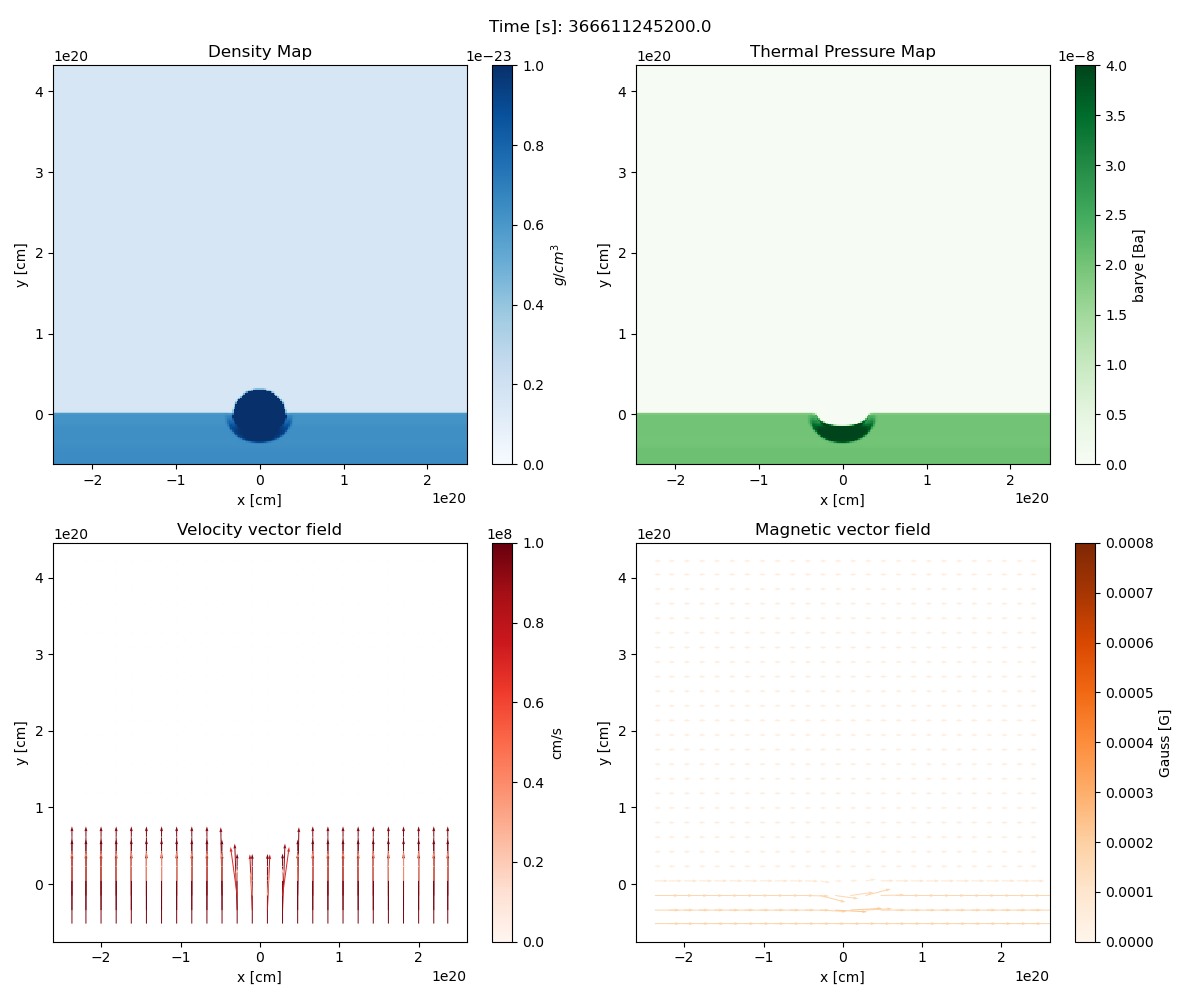 Time [s]: 366611245200.0
Density Map
1e20
1e−23
4
3
2
1
0
y [cm]
−2
−1
0
1
2
x [cm]
1e20
1.0
0.8
0.6
0.4
0.2
0.0
g/cm³
Thermal Pressure Map
1e20
1e−8
4
3
2
1
0
y [cm]
−2
−1
0
1
2
x [cm]
1e20
4.0
3.5
3.0
2.5
2.0
1.5
1.0
0.5
0.0
barye [Ba]
Velocity vector field
1e20
1e8
4
3
2
1
0
y [cm]
−2
−1
0
1
2
x [cm]
1e20
1.0
0.8
0.6
0.4
0.2
0.0
cm/s
Magnetic vector field
1e20
4
3
2
1
0
y [cm]
−2
−1
0
1
2
x [cm]
1e20
0.0008
0.0007
0.0006
0.0005
0.0004
0.0003
0.0002
0.0001
0.0000
Gauss [G]